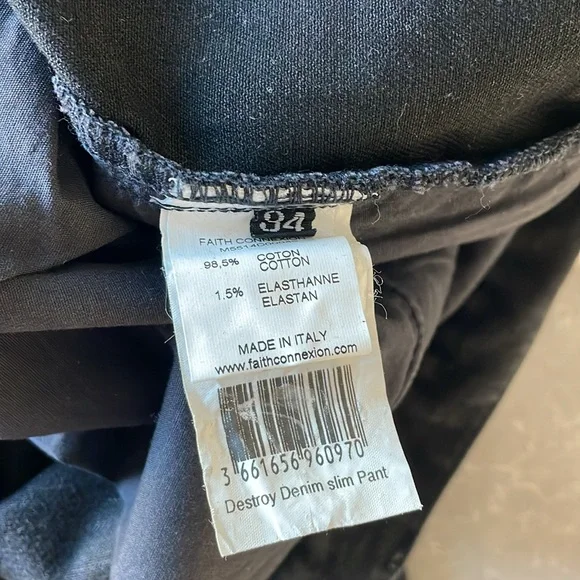 34
FAITH CONNEXION
98,5% COTON
COTTON
1.5% ELASTHANNE
ELASTAN
MADE IN ITALY
www.faithconnexion.com
3 661656 960970
Destroy Denim slim Pant